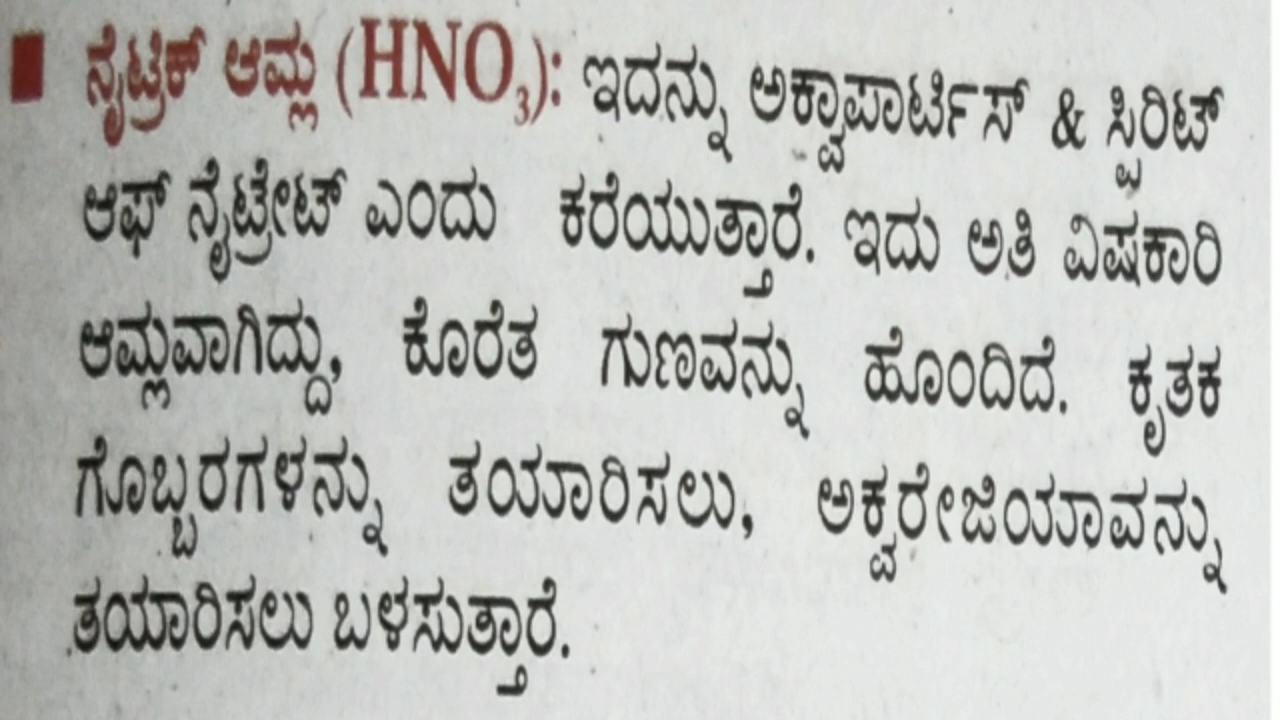 ■ ನೈಟ್ರಿಕ್ ಆಮ್ಲ (HNO₃): ಇದನ್ನು ಅಕ್ವಾಪಾರ್ಟಿಸ್ & ಸ್ಪಿರಿಟ್
ಆಫ್ ನೈಟ್ರೇಟ್ ಎಂದು ಕರೆಯುತ್ತಾರೆ. ಇದು ಅತಿ ವಿಷಕಾರಿ
ಆಮ್ಲವಾಗಿದ್ದು, ಕೊರೆತ ಗುಣವನ್ನು ಹೊಂದಿದೆ. ಕೃತಕ
ಗೊಬ್ಬರಗಳನ್ನು ತಯಾರಿಸಲು, ಅಕ್ವರೇಜಿಯಾವನ್ನು
ತಯಾರಿಸಲು ಬಳಸುತ್ತಾರೆ.